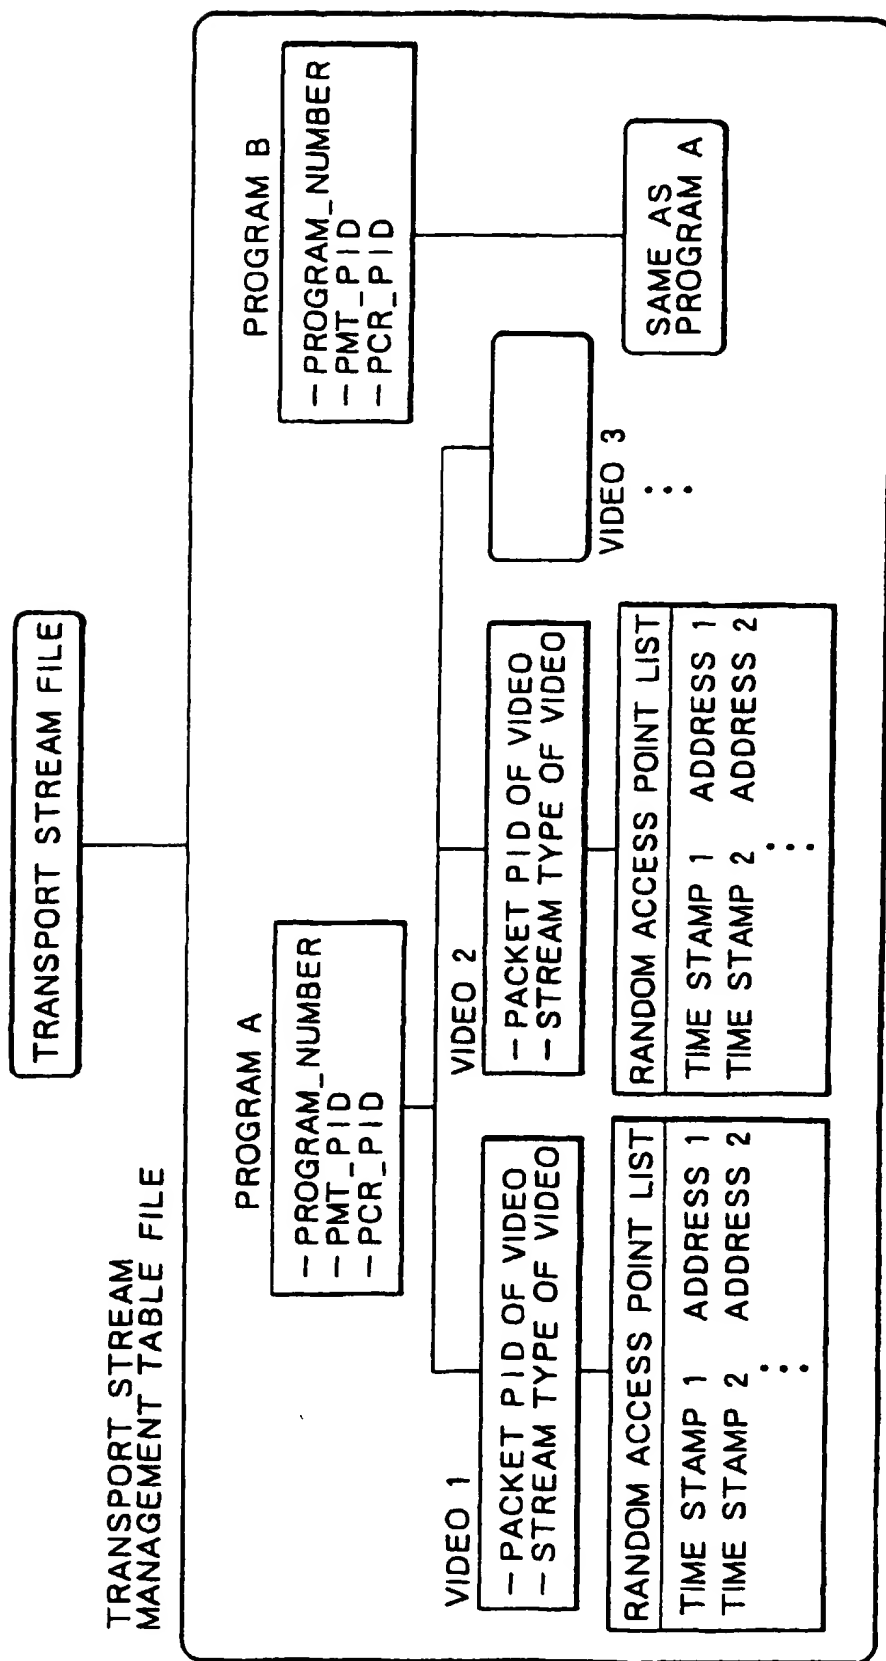 TRANSPORT STREAM FILE
TRANSPORT STREAM
MANAGEMENT TABLE FILE
PROGRAM A
– PROGRAM_NUMBER
– PMT_PID
– PCR_PID
PROGRAM B
– PROGRAM_NUMBER
– PMT_PID
– PCR_PID
VIDEO 1
– PACKET PID OF VIDEO
– STREAM TYPE OF VIDEO
RANDOM ACCESS POINT LIST
TIME STAMP 1 ADDRESS 1
TIME STAMP 2 ADDRESS 2
⋮
VIDEO 2
– PACKET PID OF VIDEO
– STREAM TYPE OF VIDEO
RANDOM ACCESS POINT LIST
TIME STAMP 1 ADDRESS 1
TIME STAMP 2 ADDRESS 2
⋮
VIDEO 3
⋮
SAME AS
PROGRAM A